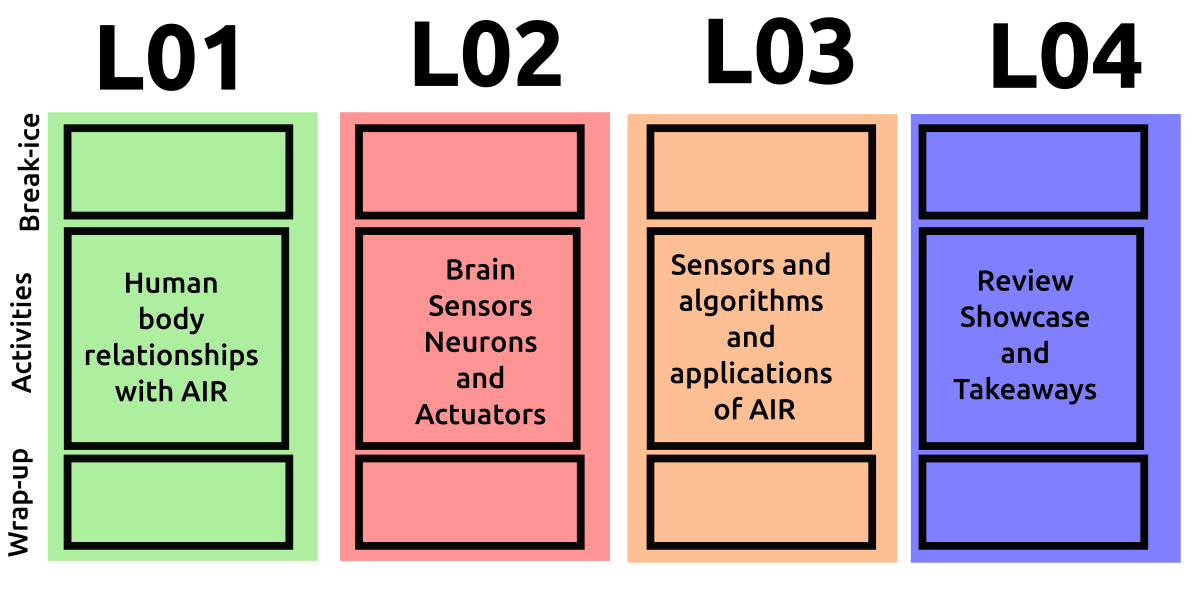 L01
L02
L03
L04
Break-ice
Activities
Wrap-up
Human
body
relationships
with AIR
Brain
Sensors
Neurons
and
Actuators
Sensors and
algorithms
and
applications
of AIR
Review
Showcase
and
Takeaways